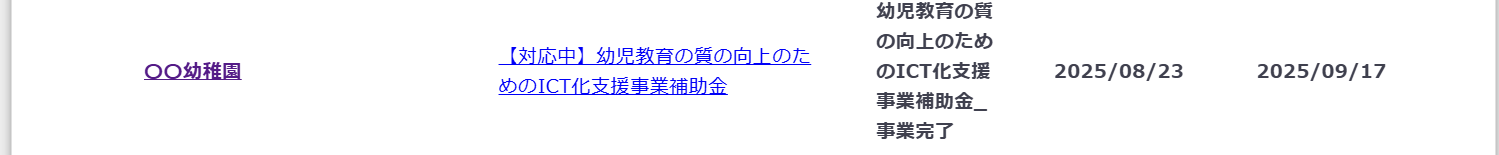 〇〇幼稚園
【対応中】幼児教育の質の向上のた
めのICT化支援事業補助金
幼児教育の質
の向上のため
のICT化支援
事業補助金_
事業完了
2025/08/23
2025/09/17